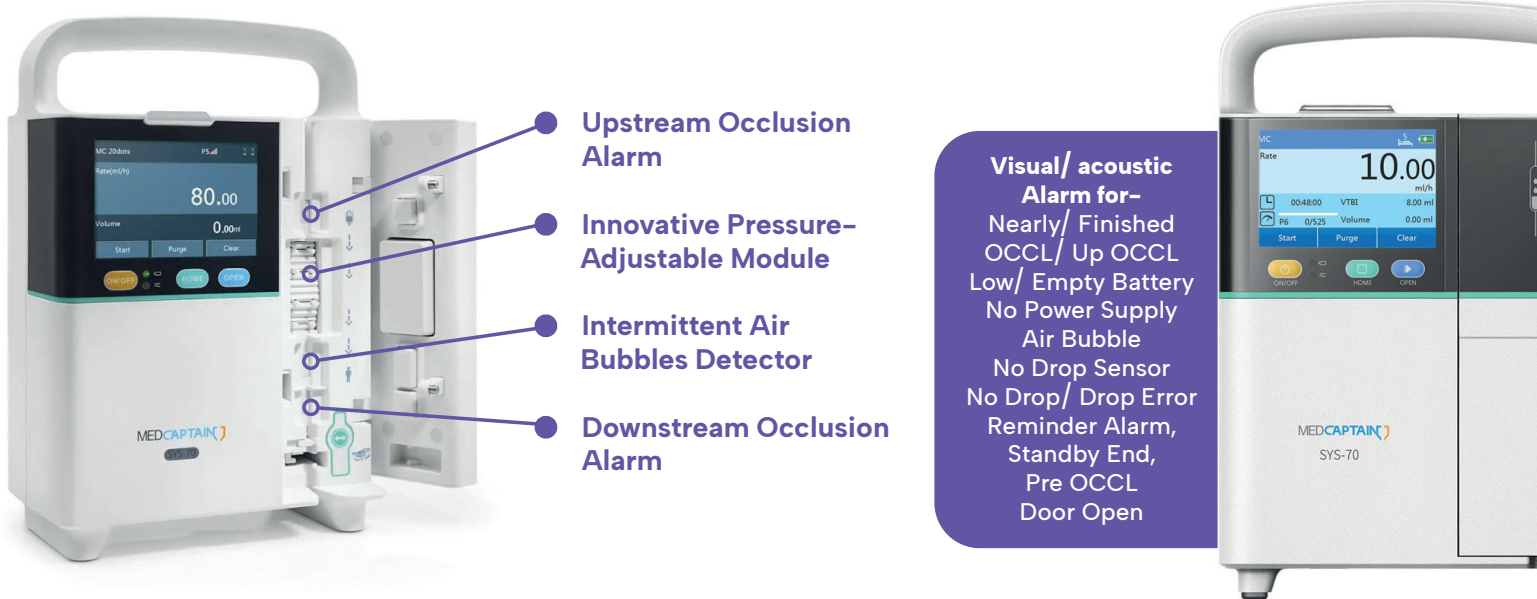 MC 20dots P5
Rate(ml/h)
80.00
Volume 0.00ml
Start Purge Clear
ON/OFF HOME OPEN
MEDCAPTAIN
SYS-70
Upstream Occlusion
Alarm
Innovative Pressure–
Adjustable Module
Intermittent Air
Bubbles Detector
Downstream Occlusion
Alarm
Visual/ acoustic
Alarm for–
Nearly/ Finished
OCCL/ Up OCCL
Low/ Empty Battery
No Power Supply
Air Bubble
No Drop Sensor
No Drop/ Drop Error
Reminder Alarm,
Standby End,
Pre OCCL
Door Open
MC 5
Rate
10.00
ml/h
00:48:00 VTBI 8.00 ml
P6 0/525 Volume 0.00 ml
Start Purge Clear
ON/OFF HOME OPEN
MEDCAPTAIN
SYS-70